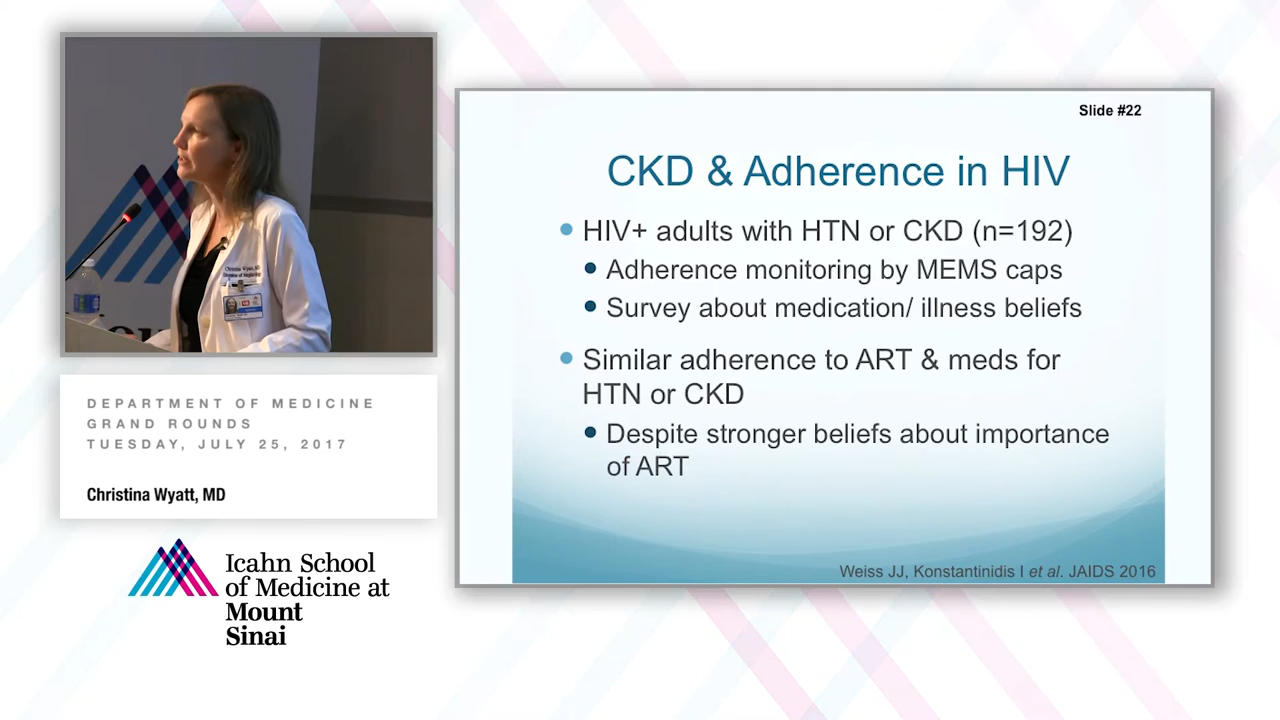 Christina Wyatt, MD
DEPARTMENT OF MEDICINE
GRAND ROUNDS
TUESDAY, JULY 25, 2017
Christina Wyatt, MD
Icahn School
of Medicine at
Mount
Sinai
Slide #22
CKD & Adherence in HIV
HIV+ adults with HTN or CKD (n=192)
Adherence monitoring by MEMS caps
Survey about medication/ illness beliefs
Similar adherence to ART & meds for
HTN or CKD
Despite stronger beliefs about importance
of ART
Weiss JJ, Konstantinidis I et al. JAIDS 2016